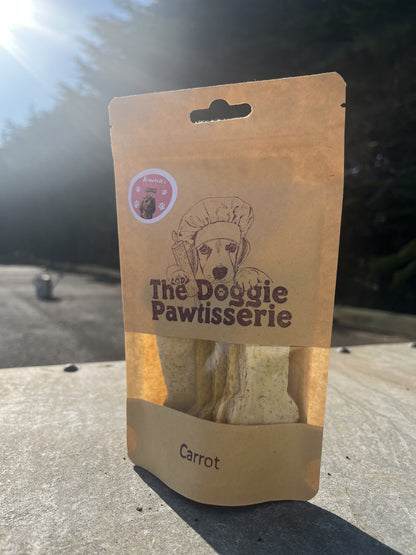 The Doggie
Pawtisserie
Carrot